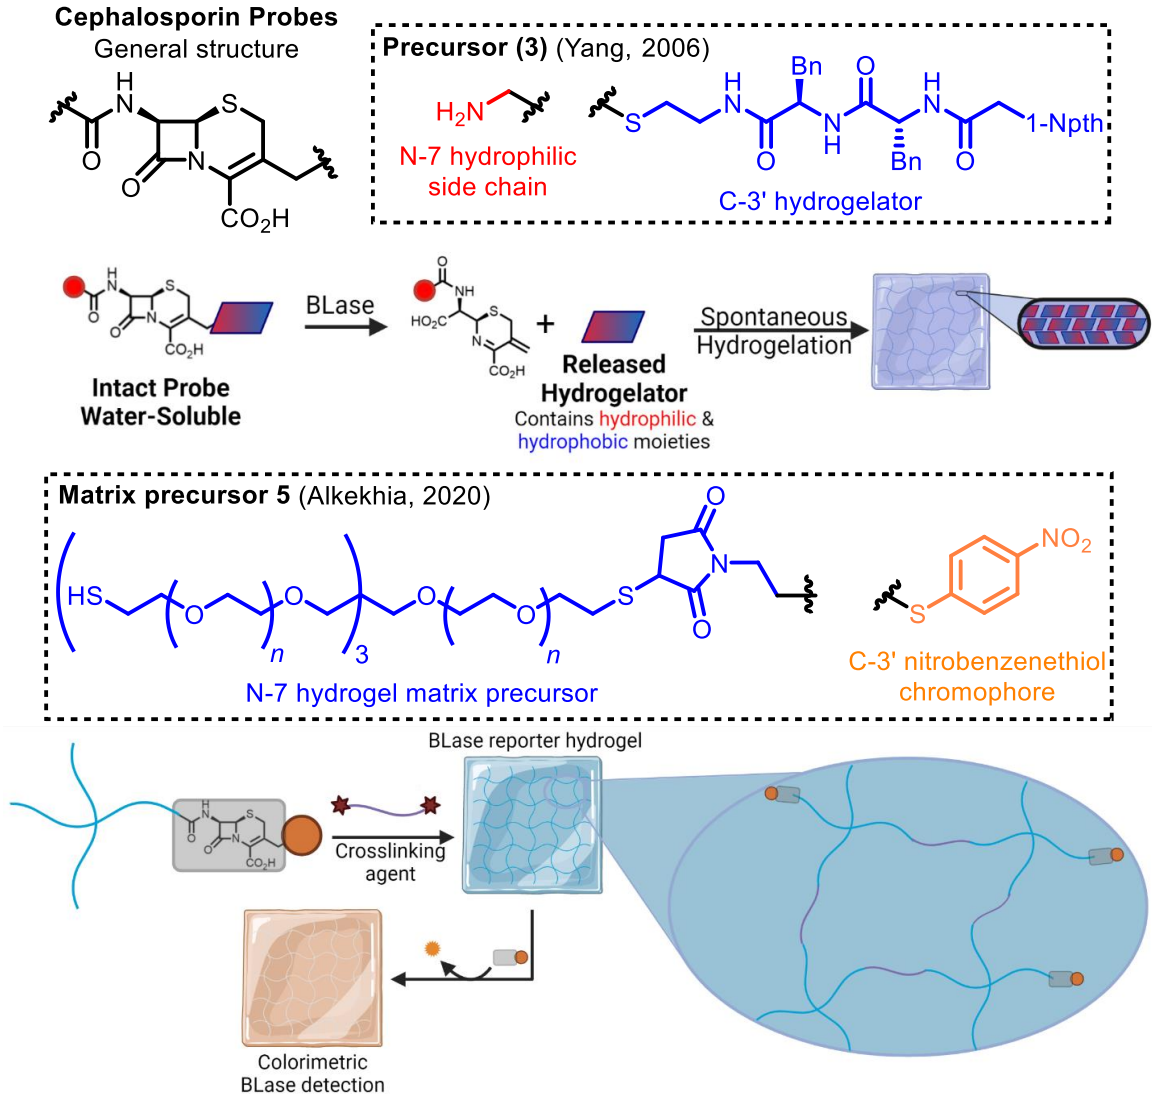 Cephalosporin Probes
General structure
H
N
S
O
O
N
CO₂H
Precursor (3) (Yang, 2006)
H₂N
N-7 hydrophilic
side chain
S
H
N
O
Bn
N
H
O
Bn
H
N
O
1-Npth
C-3' hydrogelator
H
N
S
O
O
N
CO₂H
Intact Probe
Water-Soluble
BLase
O
NH
HO₂C
S
N
CO₂H
+
Released
Hydrogelator
Contains hydrophilic &
hydrophobic moieties
Spontaneous
Hydrogelation
Matrix precursor 5 (Alkekhia, 2020)
HS
O
n
O
3
O
O
n
S
O
N
O
N-7 hydrogel matrix precursor
S
NO₂
C-3' nitrobenzenethiol
chromophore
BLase reporter hydrogel
H
N
S
O
O
N
CO₂H
Crosslinking
agent
Colorimetric
BLase detection